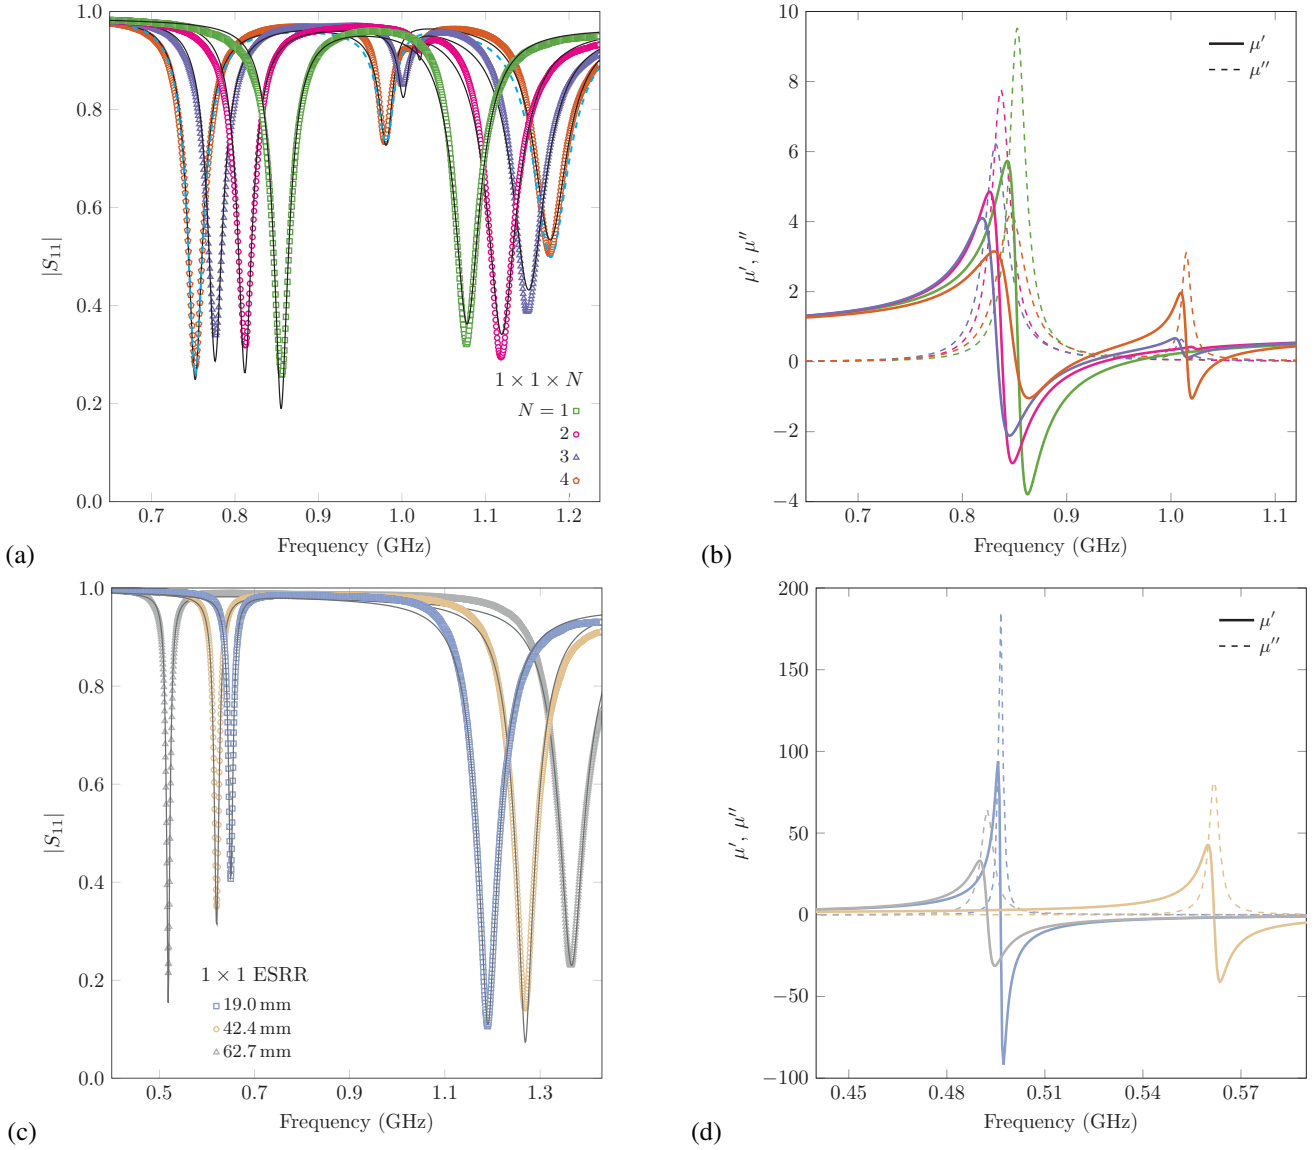 1.0
0.8
0.6
0.4
0.2
0.0
|S₁₁|
0.7 0.8 0.9 1.0 1.1 1.2
Frequency (GHz)
1 × 1 × N
N = 1
2
3
4
(a)
10
8
6
4
2
0
−2
−4
μ′, μ″
μ′
μ″
0.7 0.8 0.9 1.0 1.1
Frequency (GHz)
(b)
1.0
0.8
0.6
0.4
0.2
0.0
|S₁₁|
1 × 1 ESRR
19.0 mm
42.4 mm
62.7 mm
0.5 0.7 0.9 1.1 1.3
Frequency (GHz)
(c)
200
150
100
50
0
−50
−100
μ′, μ″
μ′
μ″
0.45 0.48 0.51 0.54 0.57
Frequency (GHz)
(d)